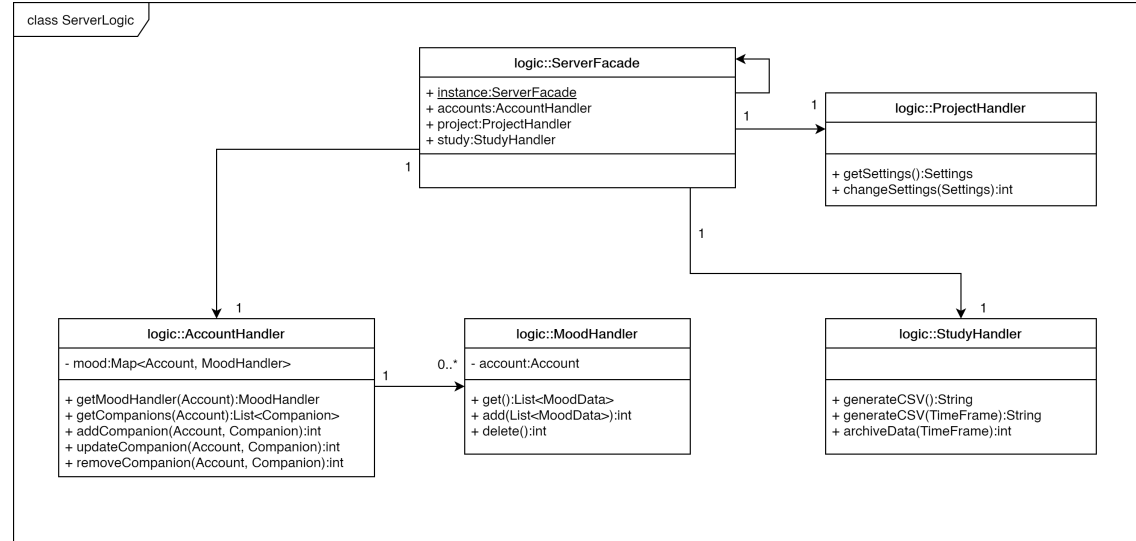 class ServerLogic
logic::ServerFacade
+ instance:ServerFacade
+ accounts:AccountHandler
+ project:ProjectHandler
+ study:StudyHandler
1
1
logic::ProjectHandler
+ getSettings():Settings
+ changeSettings(Settings):int
1
1
1
1
logic::AccountHandler
- mood:Map<Account, MoodHandler>
+ getMoodHandler(Account):MoodHandler
+ getCompanions(Account):List<Companion>
+ addCompanion(Account, Companion):int
+ updateCompanion(Account, Companion):int
+ removeCompanion(Account, Companion):int
1
0..*
logic::MoodHandler
- account:Account
+ get():List<MoodData>
+ add(List<MoodData>):int
+ delete():int
logic::StudyHandler
+ generateCSV():String
+ generateCSV(TimeFrame):String
+ archiveData(TimeFrame):int